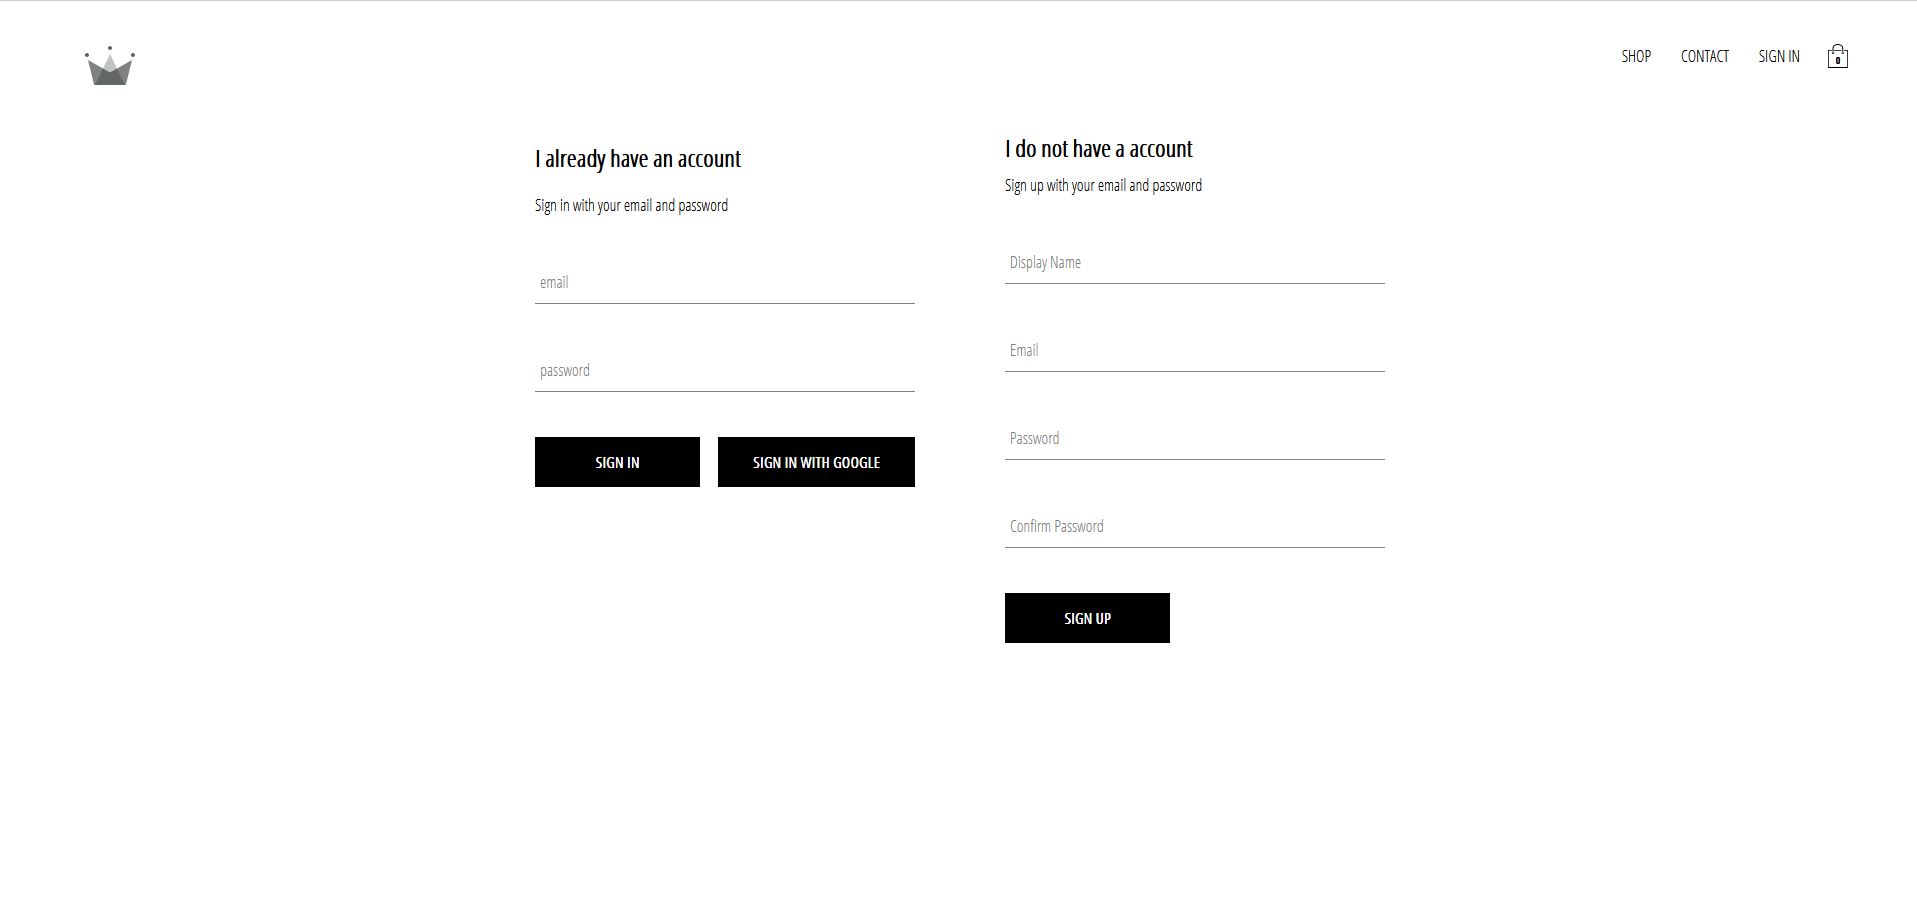 SHOP CONTACT SIGN IN 0
I already have an account
Sign in with your email and password
email
password
SIGN IN SIGN IN WITH GOOGLE
I do not have a account
Sign up with your email and password
Display Name
Email
Password
Confirm Password
SIGN UP